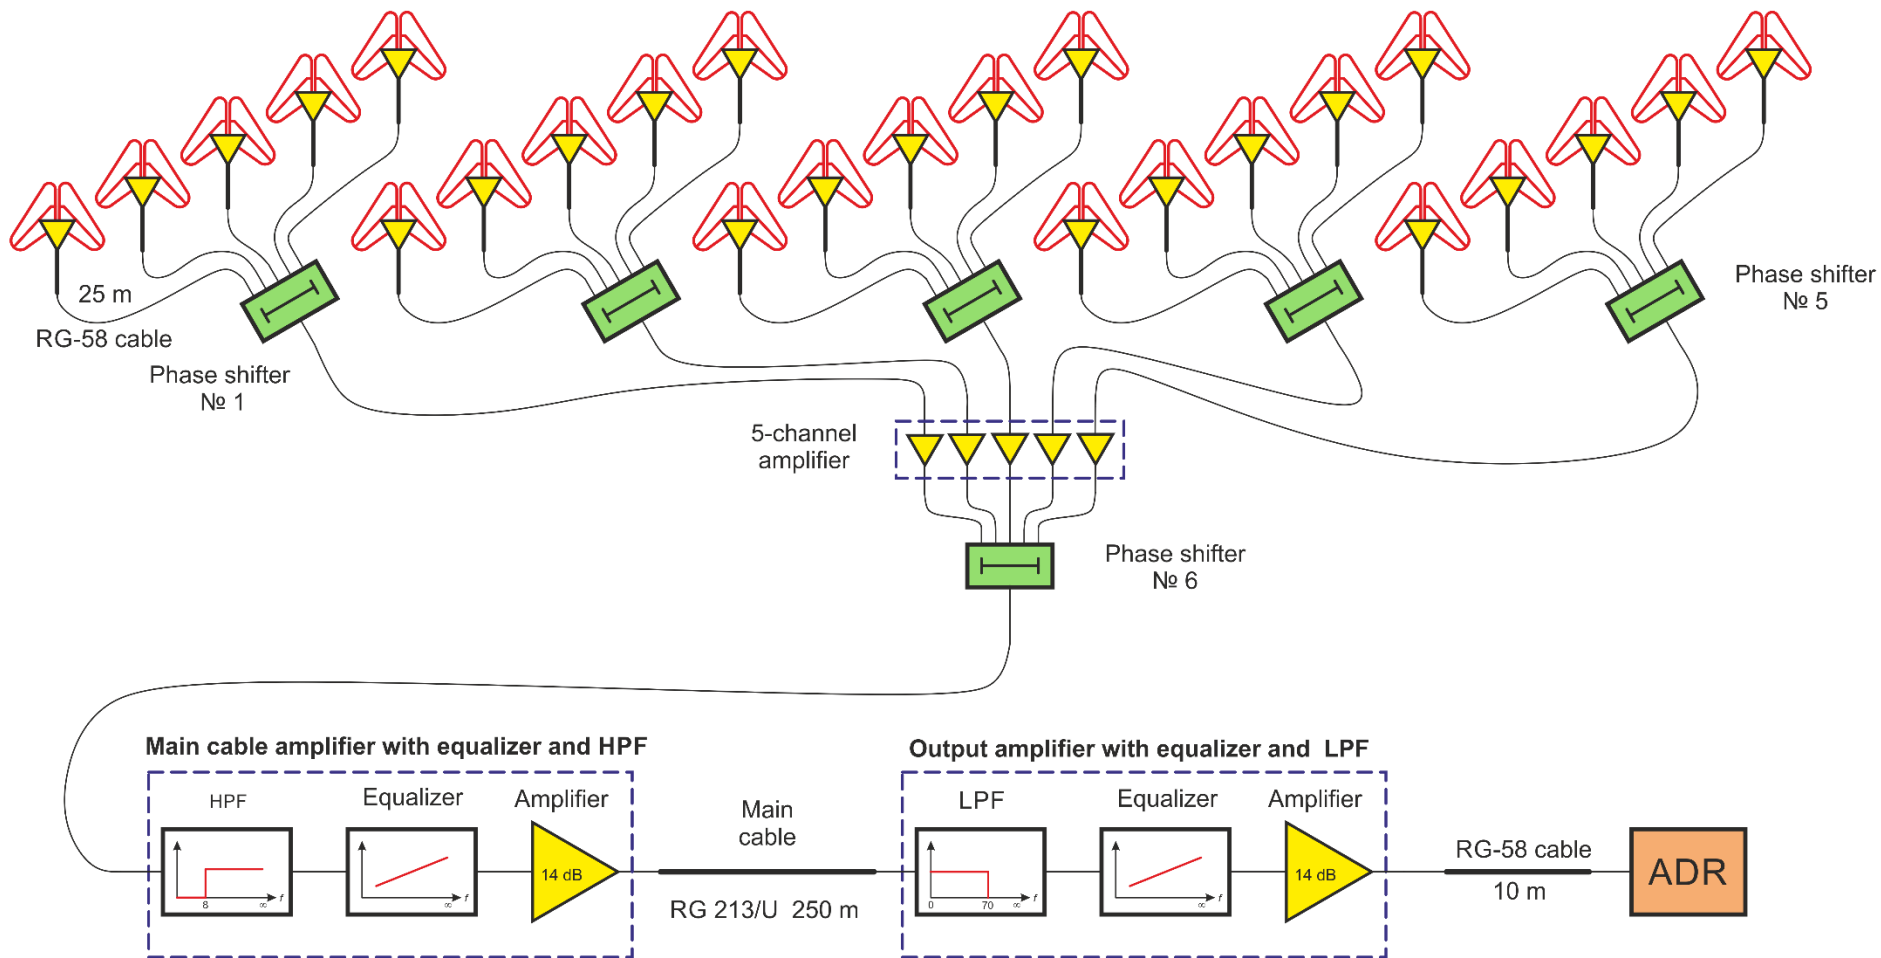 25 m
RG-58 cable
Phase shifter
№ 1
Phase shifter
№ 5
5-channel
amplifier
Phase shifter
№ 6
Main cable amplifier with equalizer and HPF
HPF
8
∞
f
Equalizer
∞
f
Amplifier
14 dB
Main
cable
RG 213/U 250 m
Output amplifier with equalizer and LPF
LPF
0
70
∞
f
Equalizer
∞
f
Amplifier
14 dB
RG-58 cable
10 m
ADR